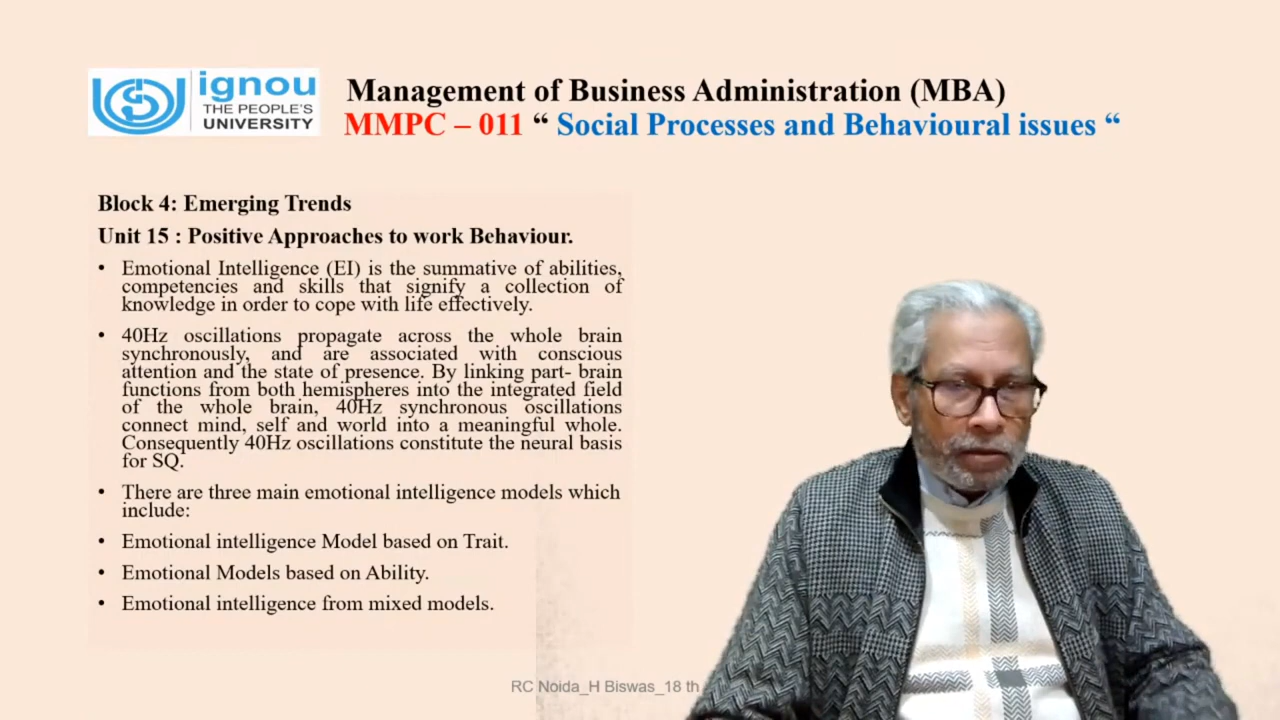 ignou
THE PEOPLE'S
UNIVERSITY
Management of Business Administration (MBA)
MMPC – 011 “ Social Processes and Behavioural issues “
Block 4: Emerging Trends
Unit 15 : Positive Approaches to work Behaviour.
• Emotional Intelligence (EI) is the summative of abilities,
competencies and skills that signify a collection of
knowledge in order to cope with life effectively.
• 40Hz oscillations propagate across the whole brain
synchronously, and are associated with conscious
attention and the state of presence. By linking part- brain
functions from both hemispheres into the integrated field
of the whole brain, 40Hz synchronous oscillations
connect mind, self and world into a meaningful whole.
Consequently 40Hz oscillations constitute the neural basis
for SQ.
• There are three main emotional intelligence models which
include:
• Emotional intelligence Model based on Trait.
• Emotional Models based on Ability.
• Emotional intelligence from mixed models.
RC Noida_H Biswas_18 th